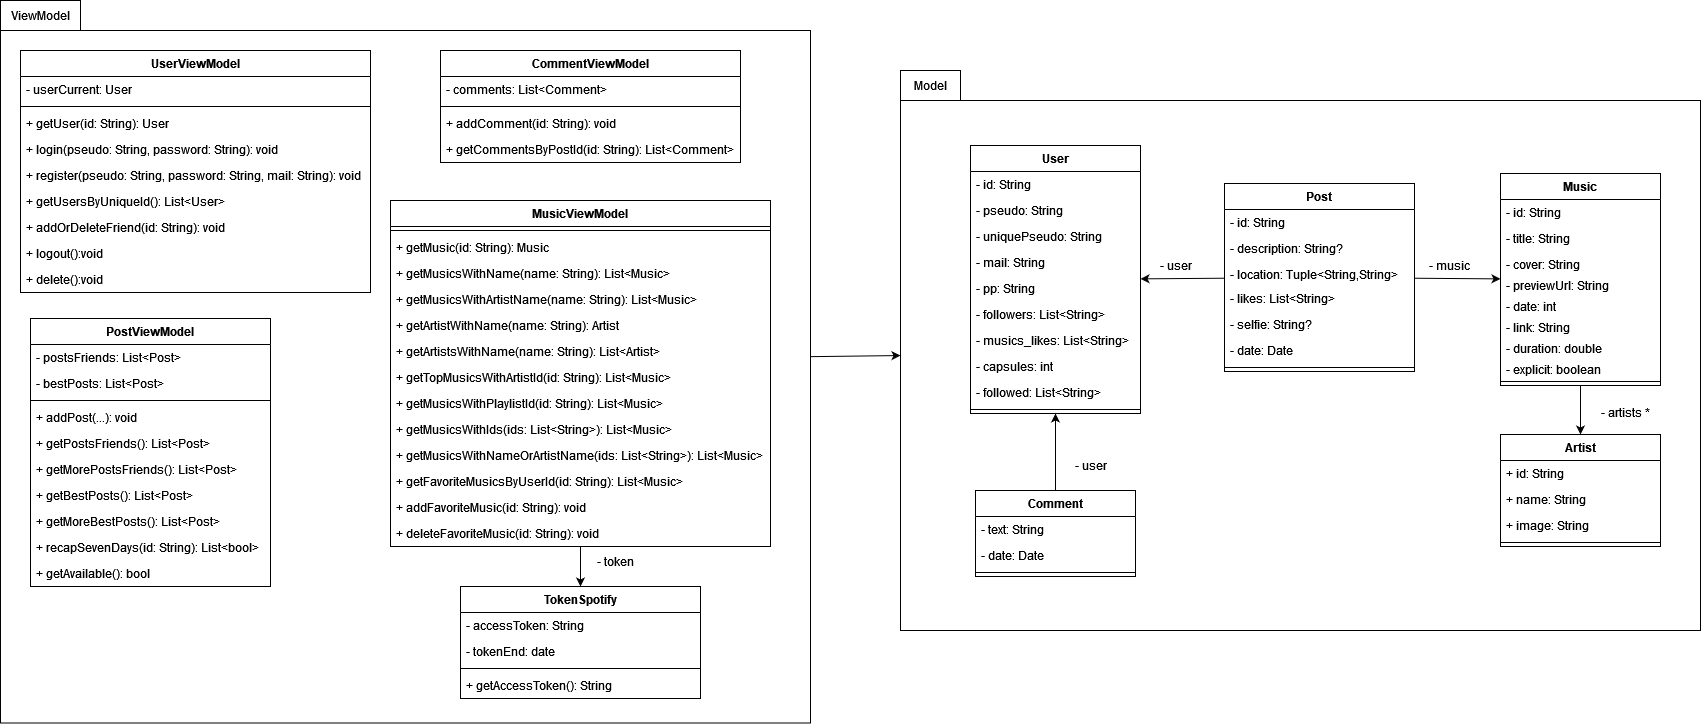 ViewModel
UserViewModel
- userCurrent: User
+ getUser(id: String): User
+ login(pseudo: String, password: String): void
+ register(pseudo: String, password: String, mail: String): void
+ getUsersByUniqueId(): List<User>
+ addOrDeleteFriend(id: String): void
+ logout():void
+ delete():void
CommentViewModel
- comments: List<Comment>
+ addComment(id: String): void
+ getCommentsByPostId(id: String): List<Comment>
PostViewModel
- postsFriends: List<Post>
- bestPosts: List<Post>
+ addPost(...): void
+ getPostsFriends(): List<Post>
+ getMorePostsFriends(): List<Post>
+ getBestPosts(): List<Post>
+ getMoreBestPosts(): List<Post>
+ recapSevenDays(id: String): List<bool>
+ getAvailable(): bool
MusicViewModel
+ getMusic(id: String): Music
+ getMusicsWithName(name: String): List<Music>
+ getMusicsWithArtistName(name: String): List<Music>
+ getArtistWithName(name: String): Artist
+ getArtistsWithName(name: String): List<Artist>
+ getTopMusicsWithArtistId(id: String): List<Music>
+ getMusicsWithPlaylistId(id: String): List<Music>
+ getMusicsWithIds(ids: List<String>): List<Music>
+ getMusicsWithNameOrArtistName(ids: List<String>): List<Music>
+ getFavoriteMusicsByUserId(id: String): List<Music>
+ addFavoriteMusic(id: String): void
+ deleteFavoriteMusic(id: String): void
- token
TokenSpotify
- accessToken: String
- tokenEnd: date
+ getAccessToken(): String
Model
User
- id: String
- pseudo: String
- uniquePseudo: String
- mail: String
- pp: String
- followers: List<String>
- musics_likes: List<String>
- capsules: int
- followed: List<String>
- user
Post
- id: String
- description: String?
- location: Tuple<String,String>
- likes: List<String>
- selfie: String?
- date: Date
- music
Music
- id: String
- title: String
- cover: String
- previewUrl: String
- date: int
- link: String
- duration: double
- explicit: boolean
- artists *
Artist
+ id: String
+ name: String
+ image: String
- user
Comment
- text: String
- date: Date